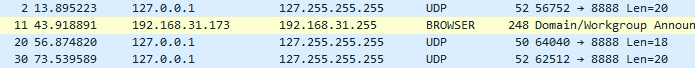 2 13.895223 127.0.0.1 127.255.255.255 UDP 52 56752 → 8888 Len=20
11 43.918891 192.168.31.173 192.168.31.255 BROWSER 248 Domain/Workgroup Announ
20 56.874820 127.0.0.1 127.255.255.255 UDP 50 64040 → 8888 Len=18
30 73.539589 127.0.0.1 127.255.255.255 UDP 52 62512 → 8888 Len=20